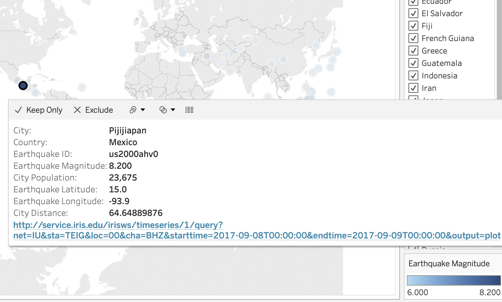 Ecuador
El Salvador
Fiji
French Guiana
Greece
Guatemala
Indonesia
Iran
Keep Only
Exclude
City: Pijijiapan
Country: Mexico
Earthquake ID: us2000ahv0
Earthquake Magnitude: 8.200
City Population: 23,675
Earthquake Latitude: 15.0
Earthquake Longitude: -93.9
City Distance: 64.64889876
http://service.iris.edu/irisws/timeseries/1/query?
net=IU&sta=TEIG&loc=00&cha=BHZ&starttime=2017-09-08T00:00:00&endtime=2017-09-09T00:00:00&output=plot
Earthquake Magnitude
6.000 8.200